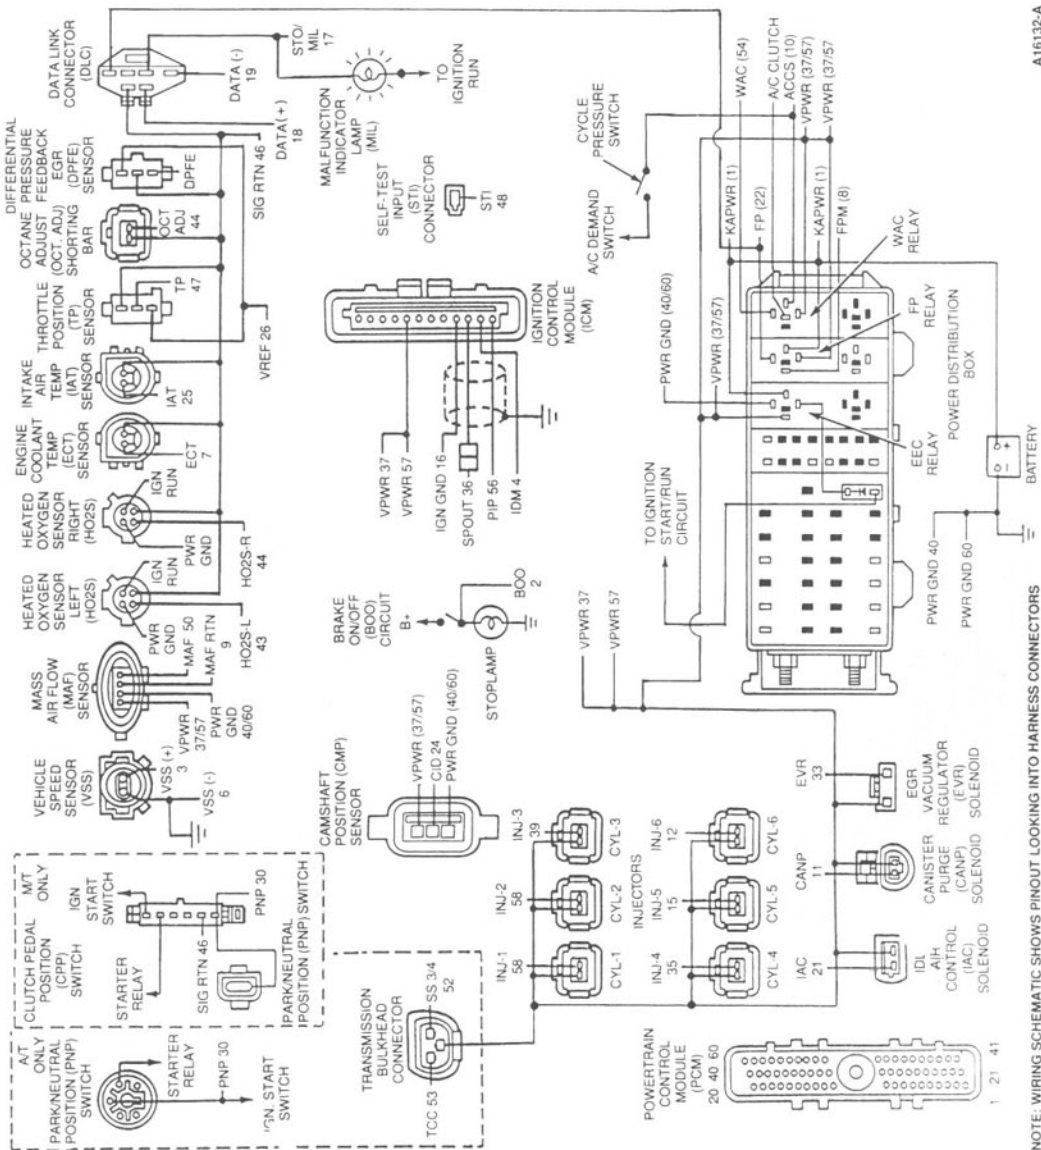 DATA LINK
CONNECTOR
(DLC)
STO/
MIL
17
DATA (-)
19
DATA (+)
18
SIG RTN 46
MALFUNCTION
INDICATOR
LAMP
(MIL)
TO
IGNITION
RUN
DIFFERENTIAL
PRESSURE
FEEDBACK
EGR
(DPFE)
SENSOR
DPFE
OCTANE
ADJUST
(OCT. ADJ)
SHORTING
BAR
OCT
ADJ
44
THROTTLE
POSITION
(TP)
SENSOR
TP
47
VREF 26
INTAKE
AIR
TEMP
(IAT)
SENSOR
IAT
25
ENGINE
COOLANT
TEMP
(ECT)
SENSOR
ECT
7
HEATED
OXYGEN
SENSOR
RIGHT
(HO2S)
IGN
RUN
PWR
GND
HO2S-R
44
HEATED
OXYGEN
SENSOR
LEFT
(HO2S)
IGN
RUN
PWR
GND
HO2S-L
43
MASS
AIR FLOW
(MAF)
SENSOR
MAF 50
MAF RTN
9
PWR
GND
40/60
VPWR
37/57
VEHICLE
SPEED
SENSOR
(VSS)
VSS (+)
3
VSS (-)
6
M/T
ONLY
CLUTCH PEDAL
POSITION
(CPP)
SWITCH
IGN
START
SWITCH
STARTER
RELAY
SIG RTN 46
PNP 30
PARK/NEUTRAL
POSITION (PNP) SWITCH
A/T
ONLY
PARK/NEUTRAL
POSITION (PNP)
SWITCH
STARTER
RELAY
PNP 30
IGN. START
SWITCH
SELF-TEST
INPUT
(STI)
CONNECTOR
STI
48
IGNITION
CONTROL
MODULE
(ICM)
VPWR 37
VPWR 57
IGN GND 16
SPOUT 36
PIP 56
IDM 4
BRAKE
ON/OFF
(BOO)
CIRCUIT
B+
BOO
2
STOPLAMP
CAMSHAFT
POSITION (CMP)
SENSOR
VPWR (37/57)
CID 24
PWR GND (40/60)
TRANSMISSION
BULKHEAD
CONNECTOR
SS 3/4
52
TCC 53
INJ-3
39
CYL-3
INJ-2
58
CYL-2
INJ-1
58
CYL-1
INJECTORS
INJ-6
12
CYL-6
INJ-5
15
CYL-5
INJ-4
35
CYL-4
CYCLE
PRESSURE
SWITCH
A/C DEMAND
SWITCH
WAC (54)
A/C CLUTCH
ACCS (10)
VPWR (37/57)
VPWR (37/57
KAPWR (1)
FP (22)
KAPWR (1)
FPM (8)
WAC
RELAY
FP
RELAY
PWR GND (40/60)
VPWR (37/57)
EEC
RELAY
POWER DISTRIBUTION
BOX
TO IGNITION
START/RUN
CIRCUIT
VPWR 37
VPWR 57
BATTERY
+
-
PWR GND 40
PWR GND 60
EVR
33
EGR
VACUUM
REGULATOR
(EVR)
SOLENOID
CANP
11
CANISTER
PURGE
(CANP)
SOLENOID
IAC
21
IDL
AIH
CONTROL
(IAC)
SOLENOID
POWERTRAIN
CONTROL
MODULE
(PCM)
20 40 60
1 21 41
NOTE: WIRING SCHEMATIC SHOWS PINOUT LOOKING INTO HARNESS CONNECTORS
A16132-A